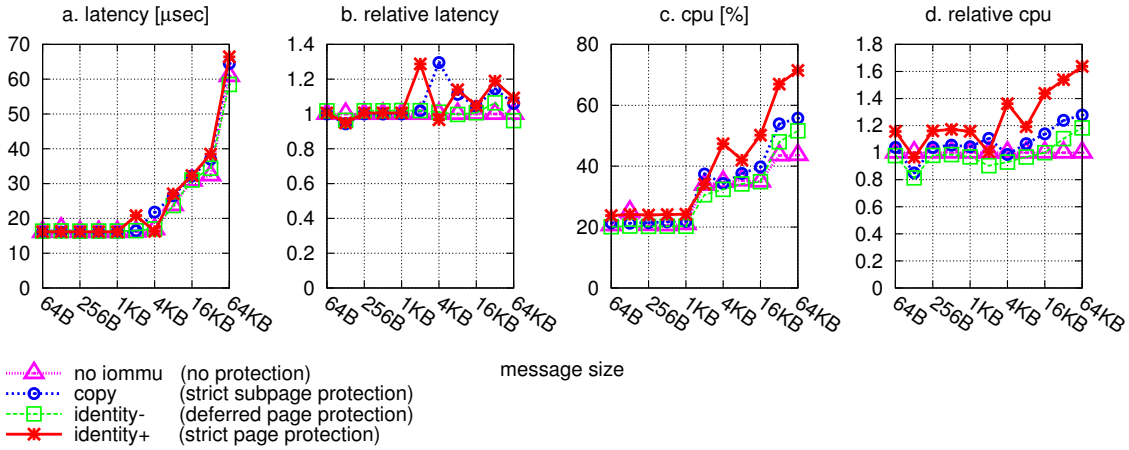 a. latency [μsec]
b. relative latency
c. cpu [%]
d. relative cpu
70
60
50
40
30
20
10
0
64B
256B
1KB
4KB
16KB
64KB
1.4
1.2
1
0.8
0.6
0.4
0.2
0
64B
256B
1KB
4KB
16KB
64KB
80
60
40
20
0
64B
256B
1KB
4KB
16KB
64KB
1.8
1.6
1.4
1.2
1
0.8
0.6
0.4
0.2
0
64B
256B
1KB
4KB
16KB
64KB
message size
no iommu (no protection)
copy (strict subpage protection)
identity- (deferred page protection)
identity+ (strict page protection)